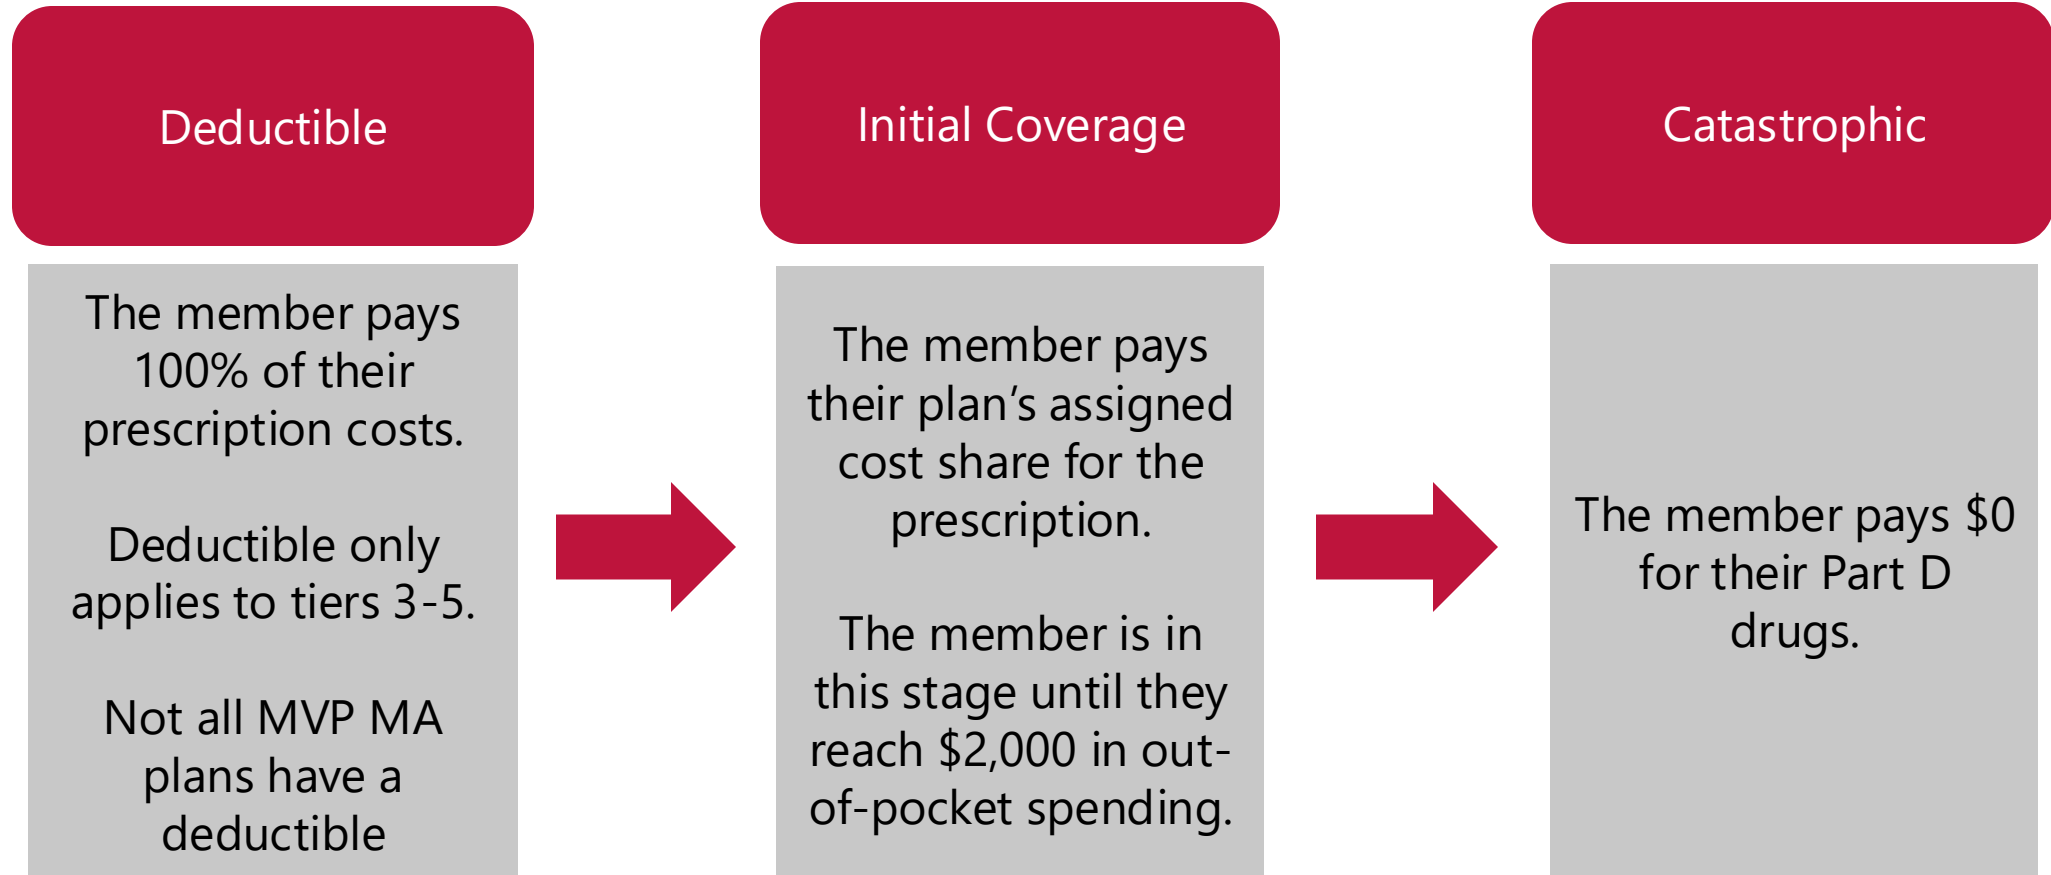 Deductible
The member pays
100% of their
prescription costs.
Deductible only
applies to tiers 3-5.
Not all MVP MA
plans have a
deductible
Initial Coverage
The member pays
their plan’s assigned
cost share for the
prescription.
The member is in
this stage until they
reach $2,000 in out-
of-pocket spending.
Catastrophic
The member pays $0
for their Part D
drugs.